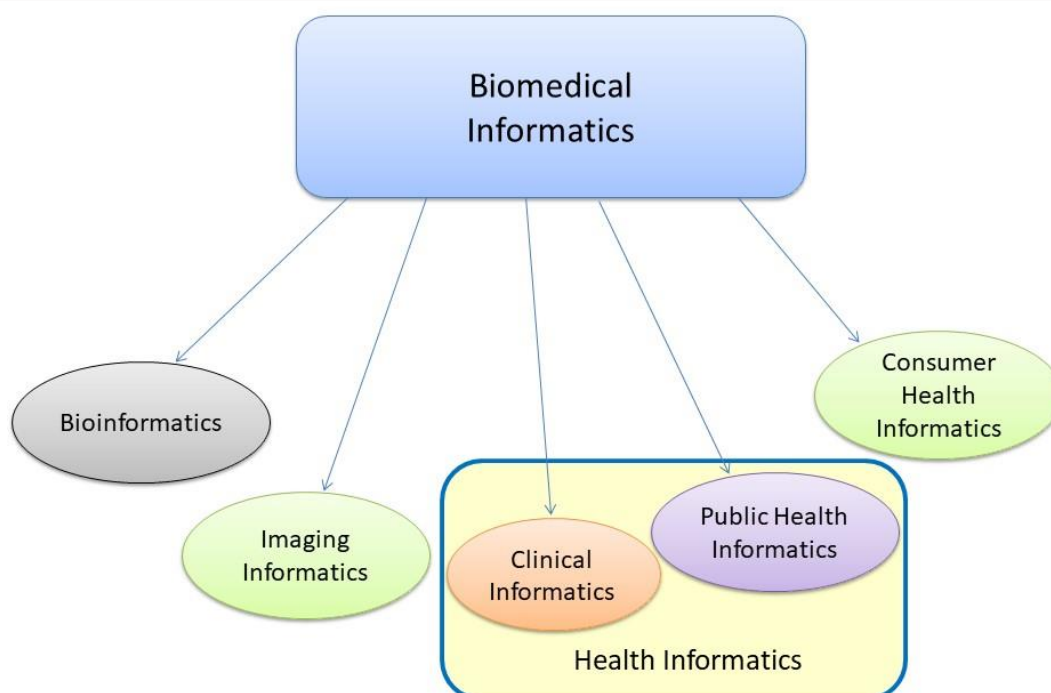 Biomedical
Informatics
Bioinformatics
Imaging
Informatics
Clinical
Informatics
Public Health
Informatics
Consumer
Health
Informatics
Health Informatics